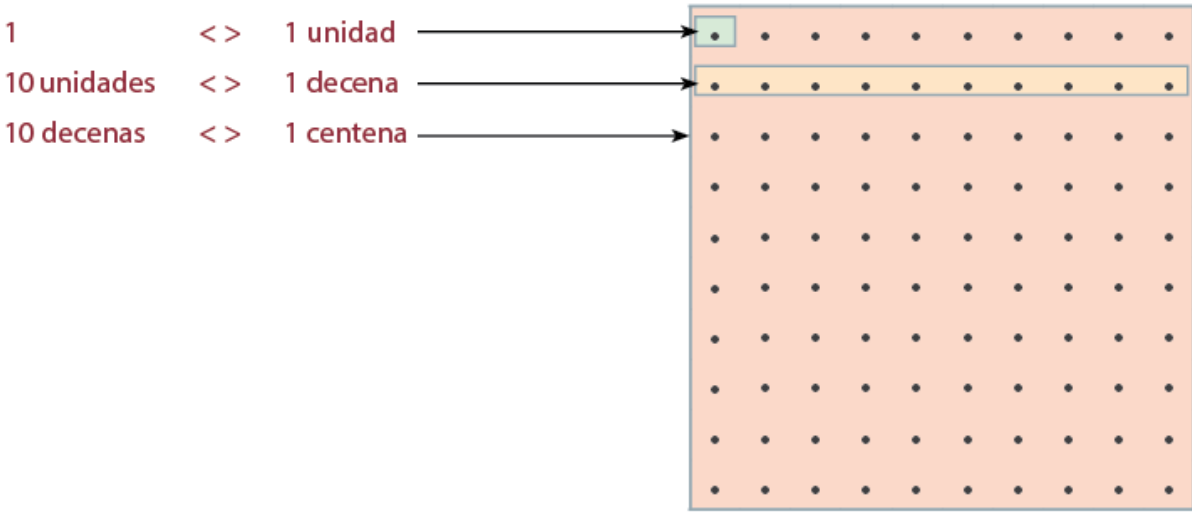 1 < > 1 unidad
10 unidades < > 1 decena
10 decenas < > 1 centena